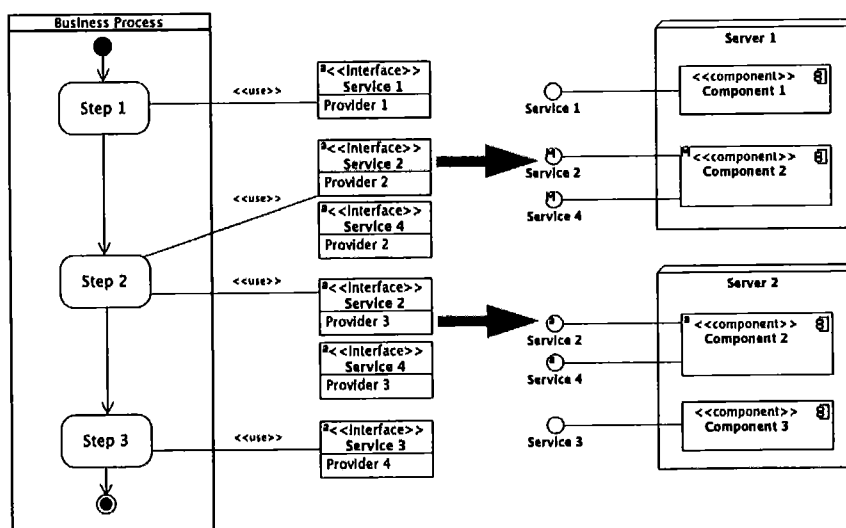 Business Process
Step 1
Step 2
Step 3
<<use>>
<<use>>
<<use>>
<<use>>
a<<Interface>>
Service 1
Provider 1
a<<Interface>>
Service 2
Provider 2
a<<Interface>>
Service 4
Provider 2
a<<Interface>>
Service 2
Provider 3
a<<Interface>>
Service 4
Provider 3
a<<Interface>>
Service 3
Provider 4
Server 1
Service 1
<<component>>
Component 1
Service 2
Service 4
<<component>>
Component 2
Server 2
a
Service 2
a
Service 4
a
<<component>>
Component 2
Service 3
<<component>>
Component 3